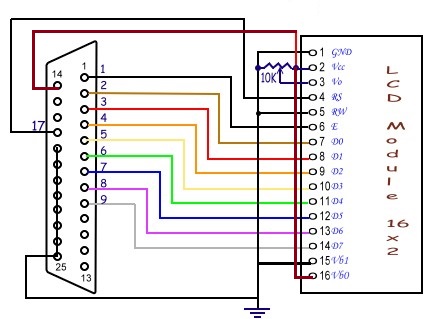 14
1
17
1
2
3
4
5
6
7
8
9
25
13
10K
1 GND
2 Vcc
3 Vo
4 RS
5 RW
6 E
7 D0
8 D1
9 D2
10 D3
11 D4
12 D5
13 D6
14 D7
15 Vb1
16 Vb0
LCD Module 16x2